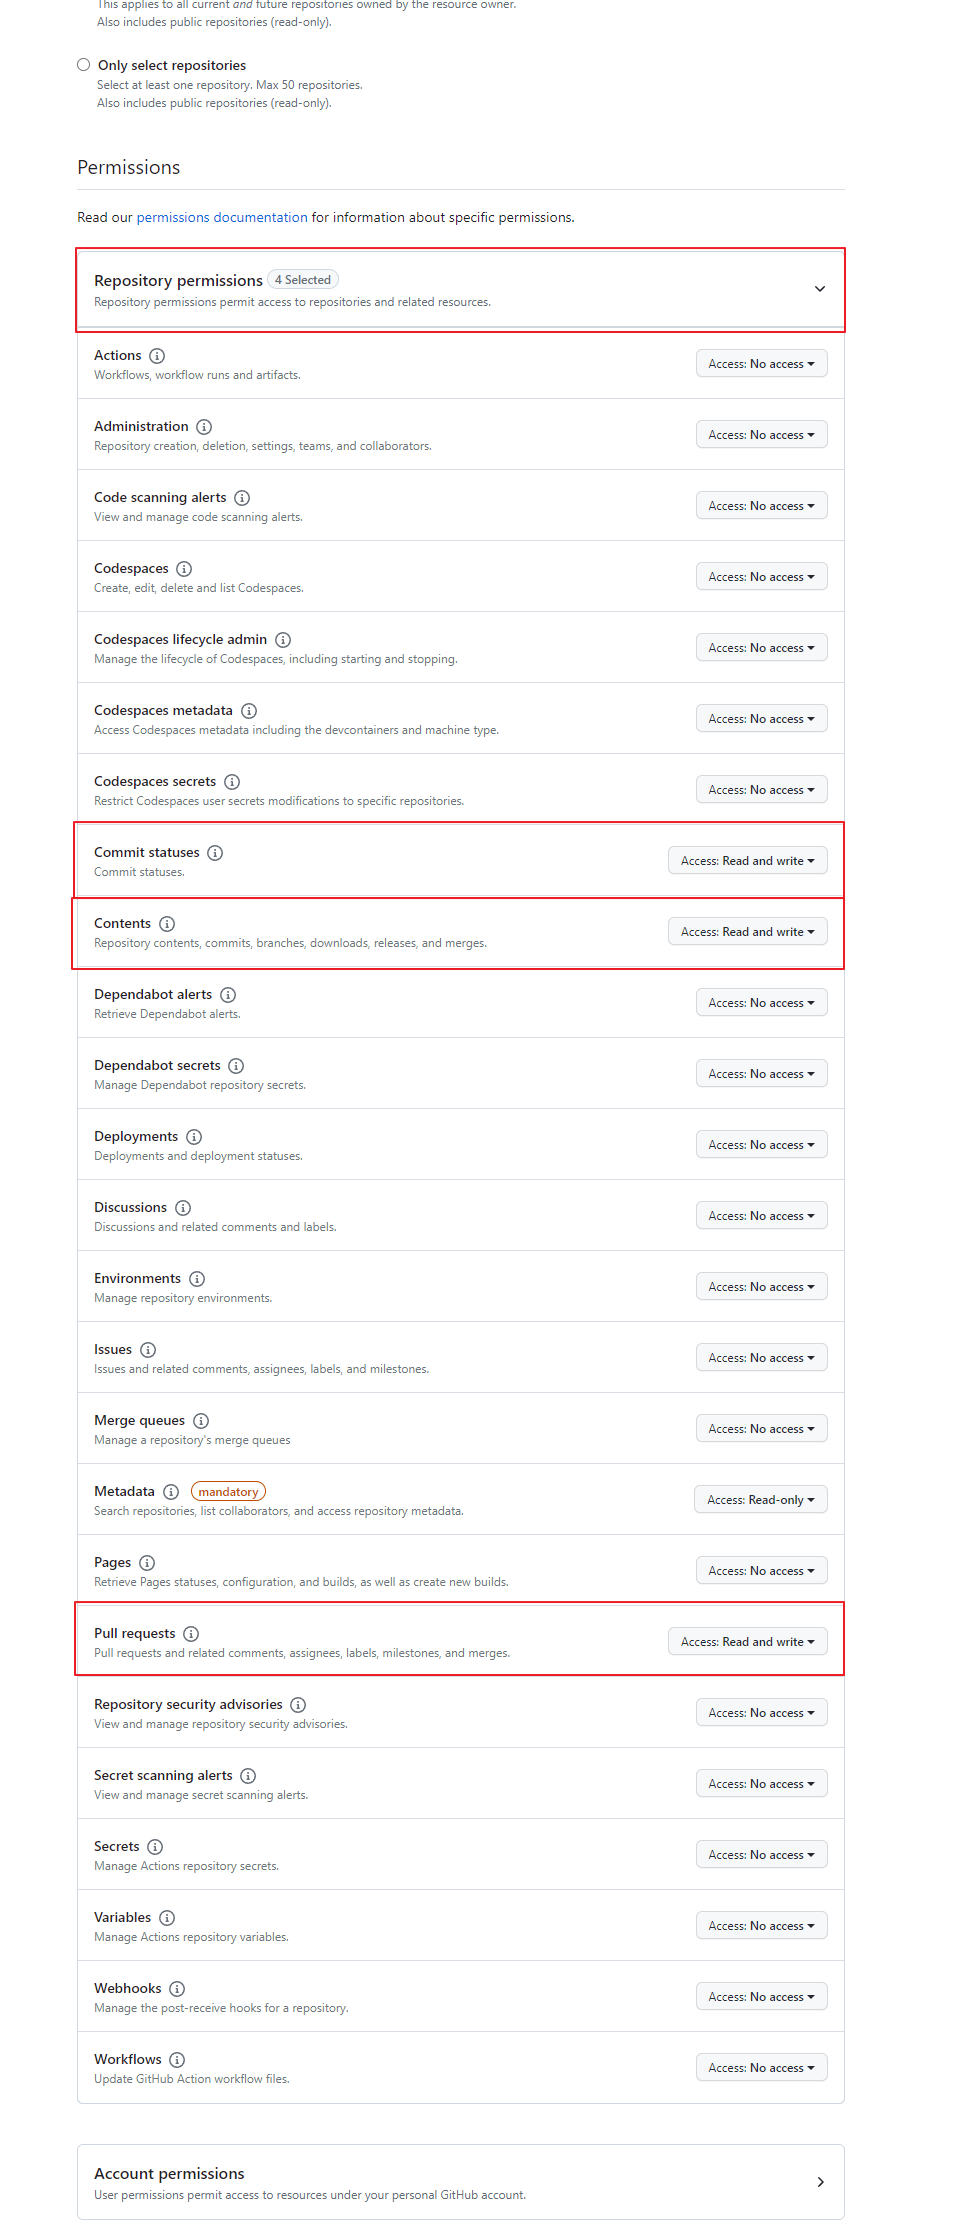 This applies to all current and future repositories owned by the resource owner.
Also includes public repositories (read-only).
Only select repositories
Select at least one repository. Max 50 repositories.
Also includes public repositories (read-only).
Permissions
Read our permissions documentation for information about specific permissions.
Repository permissions 4 Selected
Repository permissions permit access to repositories and related resources.
Actions
Workflows, workflow runs and artifacts.
Access: No access
Administration
Repository creation, deletion, settings, teams, and collaborators.
Access: No access
Code scanning alerts
View and manage code scanning alerts.
Access: No access
Codespaces
Create, edit, delete and list Codespaces.
Access: No access
Codespaces lifecycle admin
Manage the lifecycle of Codespaces, including starting and stopping.
Access: No access
Codespaces metadata
Access Codespaces metadata including the devcontainers and machine type.
Access: No access
Codespaces secrets
Restrict Codespaces user secrets modifications to specific repositories.
Access: No access
Commit statuses
Commit statuses.
Access: Read and write
Contents
Repository contents, commits, branches, downloads, releases, and merges.
Access: Read and write
Dependabot alerts
Retrieve Dependabot alerts.
Access: No access
Dependabot secrets
Manage Dependabot repository secrets.
Access: No access
Deployments
Deployments and deployment statuses.
Access: No access
Discussions
Discussions and related comments and labels.
Access: No access
Environments
Manage repository environments.
Access: No access
Issues
Issues and related comments, assignees, labels, and milestones.
Access: No access
Merge queues
Manage a repository's merge queues
Access: No access
Metadata mandatory
Search repositories, list collaborators, and access repository metadata.
Access: Read-only
Pages
Retrieve Pages statuses, configuration, and builds, as well as create new builds.
Access: No access
Pull requests
Pull requests and related comments, assignees, labels, milestones, and merges.
Access: Read and write
Repository security advisories
View and manage repository security advisories.
Access: No access
Secret scanning alerts
View and manage secret scanning alerts.
Access: No access
Secrets
Manage Actions repository secrets.
Access: No access
Variables
Manage Actions repository variables.
Access: No access
Webhooks
Manage the post-receive hooks for a repository.
Access: No access
Workflows
Update GitHub Action workflow files.
Access: No access
Account permissions
User permissions permit access to resources under your personal GitHub account.